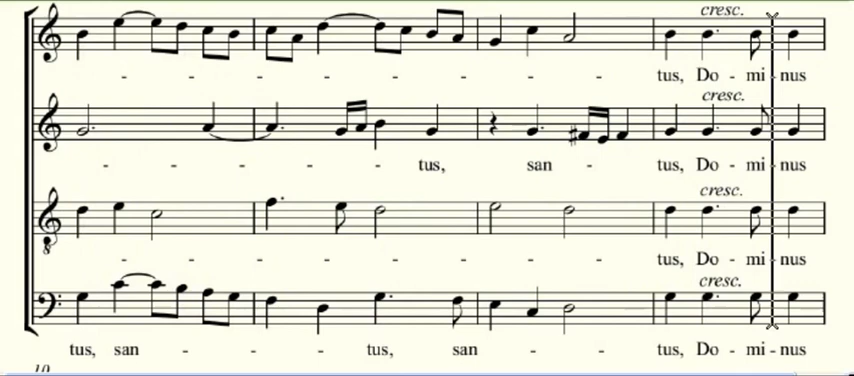 cresc.
- - - - - - tus, Do - mi - nus
cresc.
- - - - - tus, san - tus, Do - mi - nus
cresc.
- - - - - - tus, Do - mi - nus
cresc.
tus, san - - - tus, san - - tus, Do - mi - nus
10